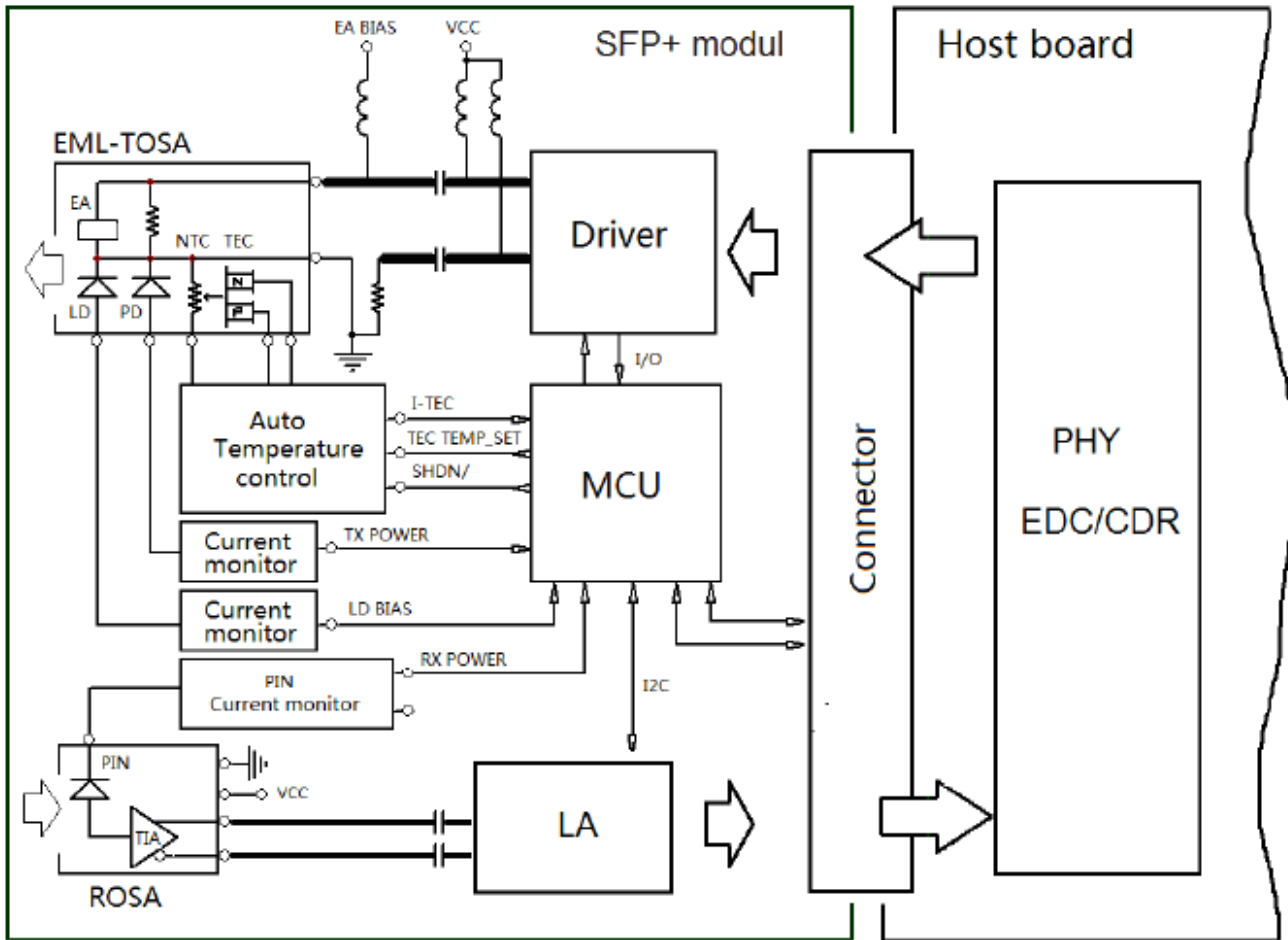 EA BIAS
VCC
SFP+ modul
Host board
EML-TOSA
EA
NTC TEC
LD
PD
N
P
Driver
I/O
Auto
Temperature
control
I-TEC
TEC TEMP_SET
SHDN/
MCU
Connector
PHY
EDC/CDR
Current
monitor
TX POWER
Current
monitor
LD BIAS
PIN
Current monitor
RX POWER
I2C
PIN
VCC
TIA
LA
ROSA